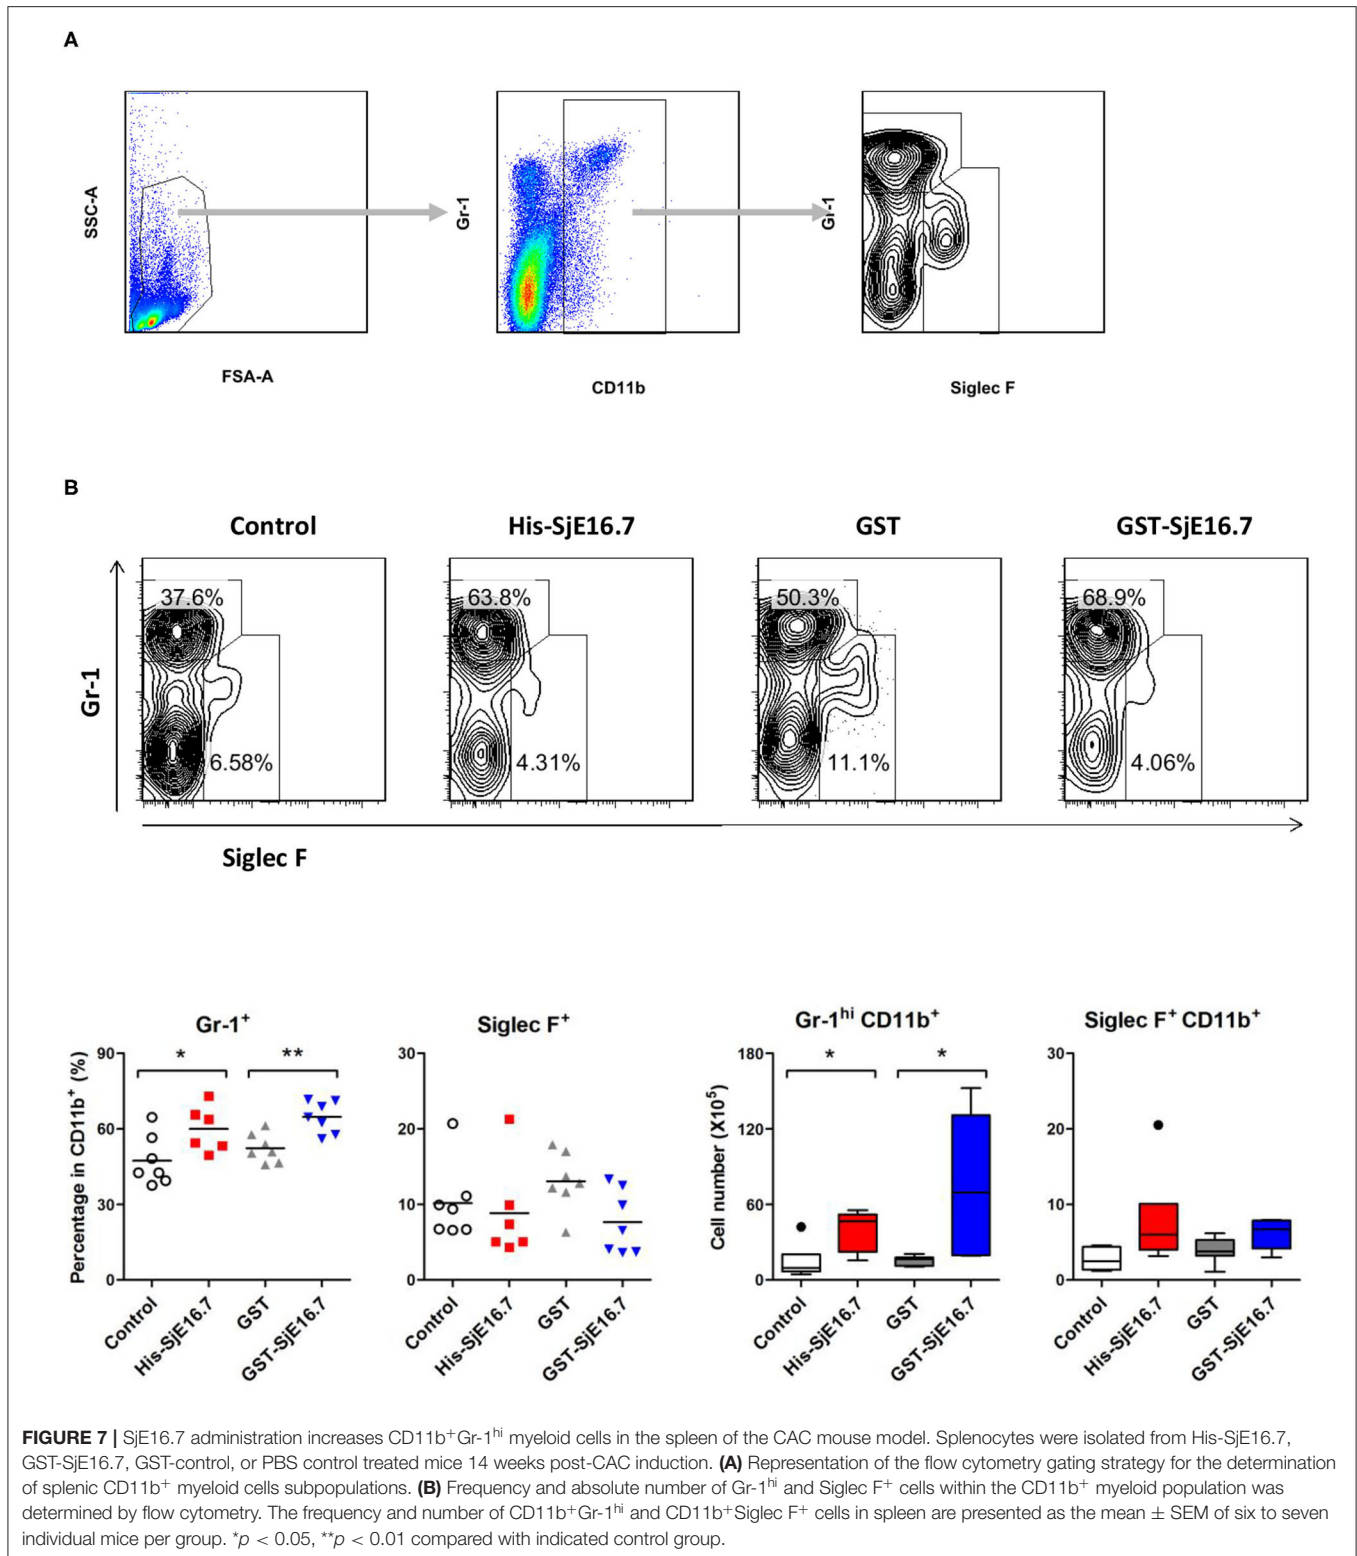 A
SSC-A
FSA-A
Gr-1
CD11b
Gr-1
Siglec F
B
Control
His-SjE16.7
GST
GST-SjE16.7
37.6%
63.8%
50.3%
68.9%
Gr-1
6.58%
4.31%
11.1%
4.06%
Siglec F
Gr-1⁺
Percentage in CD11b⁺ (%)
90
60
30
0
*
**
Control
His-SjE16.7
GST
GST-SjE16.7
Siglec F⁺
30
20
10
0
Control
His-SjE16.7
GST
GST-SjE16.7
Gr-1ʰⁱ CD11b⁺
Cell number (X10⁵)
180
120
60
0
*
*
Control
His-SjE16.7
GST
GST-SjE16.7
Siglec F⁺ CD11b⁺
30
20
10
0
Control
His-SjE16.7
GST
GST-SjE16.7
FIGURE 7 | SjE16.7 administration increases CD11b⁺Gr-1ʰⁱ myeloid cells in the spleen of the CAC mouse model. Splenocytes were isolated from His-SjE16.7,
GST-SjE16.7, GST-control, or PBS control treated mice 14 weeks post-CAC induction. (A) Representation of the flow cytometry gating strategy for the determination
of splenic CD11b⁺ myeloid cells subpopulations. (B) Frequency and absolute number of Gr-1ʰⁱ and Siglec F⁺ cells within the CD11b⁺ myeloid population was
determined by flow cytometry. The frequency and number of CD11b⁺Gr-1ʰⁱ and CD11b⁺Siglec F⁺ cells in spleen are presented as the mean ± SEM of six to seven
individual mice per group. *p < 0.05, **p < 0.01 compared with indicated control group.